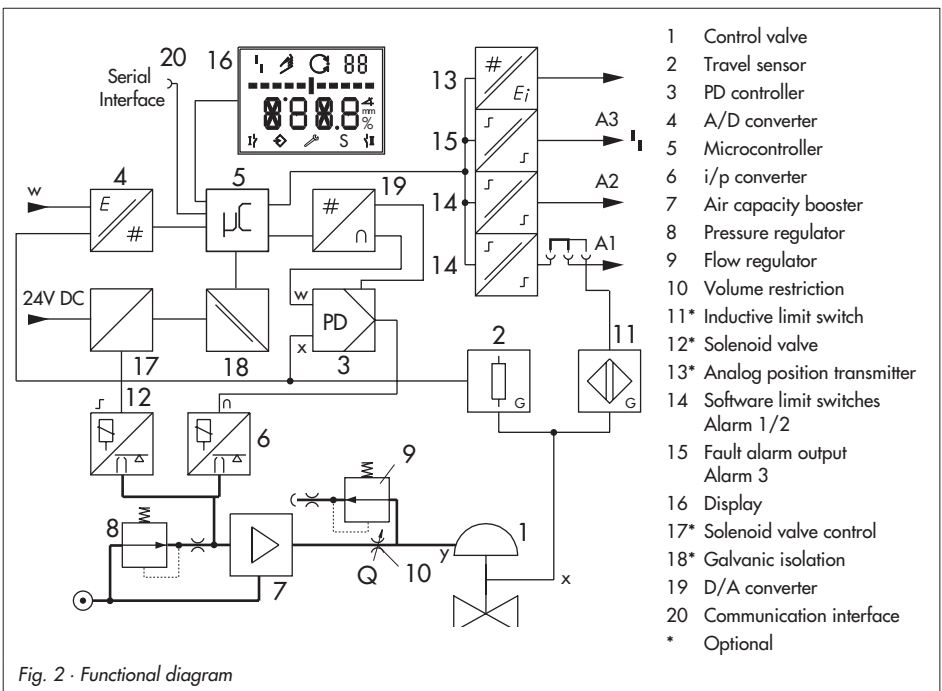 20
16
Serial
Interface
88
8.8.8.8
mm
%
S
13
#
Ei
15
A3
14
A2
14
A1
w
4
E
#
5
µC
19
#
24V DC
17
18
w
x
PD
3
2
G
11
G
12
6
8
7
9
Q
10
y
1
x
1 Control valve
2 Travel sensor
3 PD controller
4 A/D converter
5 Microcontroller
6 i/p converter
7 Air capacity booster
8 Pressure regulator
9 Flow regulator
10 Volume restriction
11* Inductive limit switch
12* Solenoid valve
13* Analog position transmitter
14 Software limit switches
Alarm 1/2
15 Fault alarm output
Alarm 3
16 Display
17* Solenoid valve control
18* Galvanic isolation
19 D/A converter
20 Communication interface
* Optional
Fig. 2 · Functional diagram